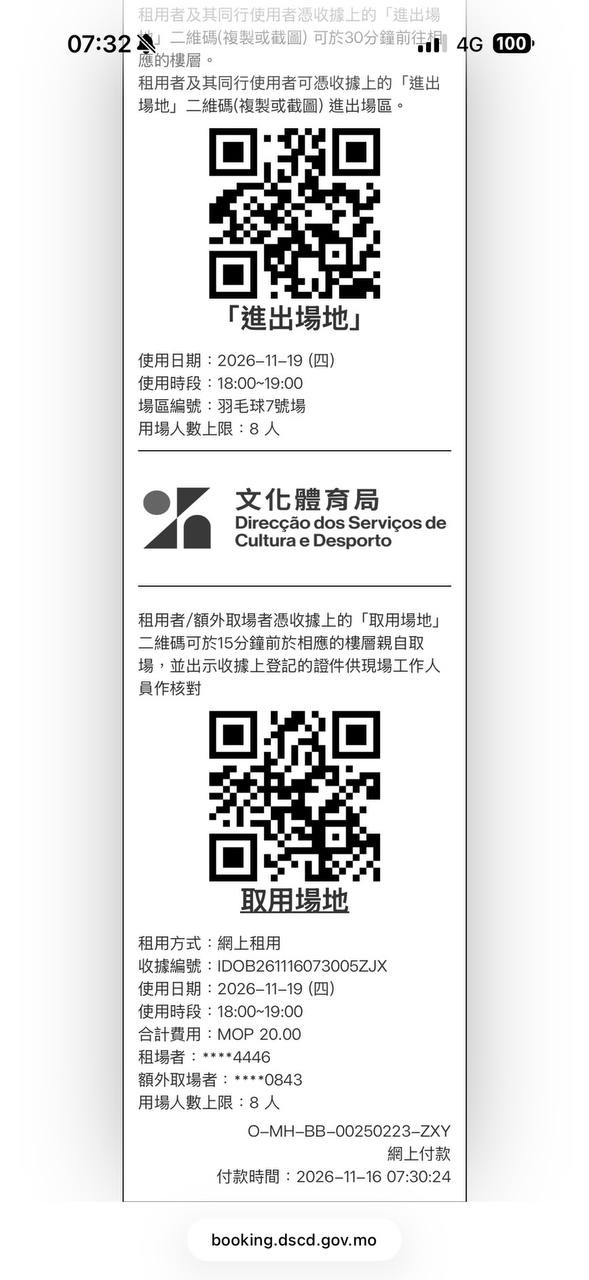 租用者及其同行使用者憑收據上的「進出場
07:32
地」二維碼(複製或截圖) 可於30分鐘前往相
4G
100
應的樓層。
租用者及其同行使用者可憑收據上的「進出
場地」二維碼(複製或截圖) 進出場區。
「進出場地」
使用日期：2026-11-19 (四)
使用時段：18:00~19:00
場區編號：羽毛球7號場
用場人數上限：8 人
文化體育局
Direcção dos Serviços de
Cultura e Desporto
租用者/額外取場者憑收據上的「取用場地」
二維碼可於15分鐘前於相應的樓層親自取
場，並出示收據上登記的證件供現場工作人
員作核對
取用場地
租用方式：網上租用
收據編號：IDOB261116073005ZJX
使用日期：2026-11-19 (四)
使用時段：18:00~19:00
合計費用：MOP 20.00
租場者：****4446
額外取場者：****0843
用場人數上限：8 人
O-MH-BB-00250223-ZXY
網上付款
付款時間：2026-11-16 07:30:24
booking.dscd.gov.mo